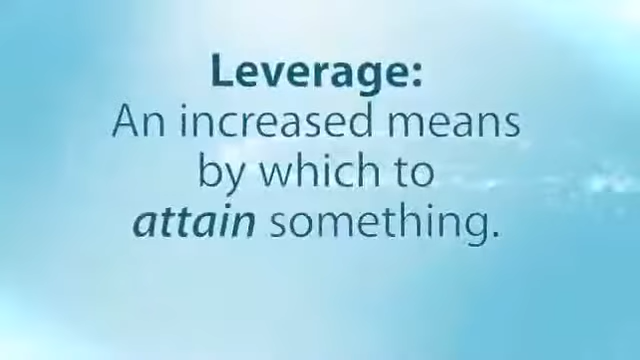 Leverage:
An increased means
by which to
attain something.